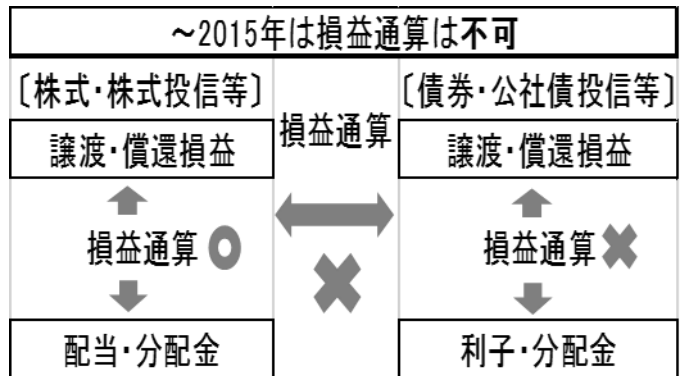 ～2015年は損益通算は不可
〔株式・株式投信等〕
〔債券・公社債投信等〕
譲渡・償還損益
損益通算
譲渡・償還損益
損益通算
損益通算
配当・分配金
利子・分配金